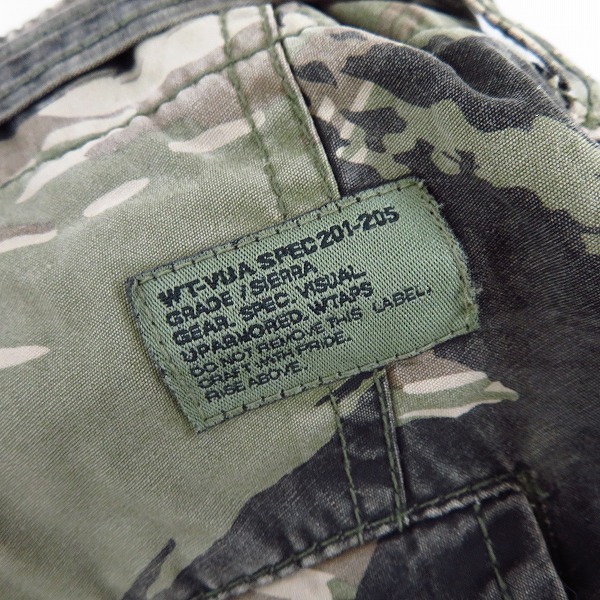 WT-VUA SPEC 201-205
GRADE / SIERRA
GEAR. SPEC. VISUAL
UPARMORED. WTAPS
DO NOT REMOVE THIS LABEL.
CRAFT WITH PRIDE.
RISE ABOVE.